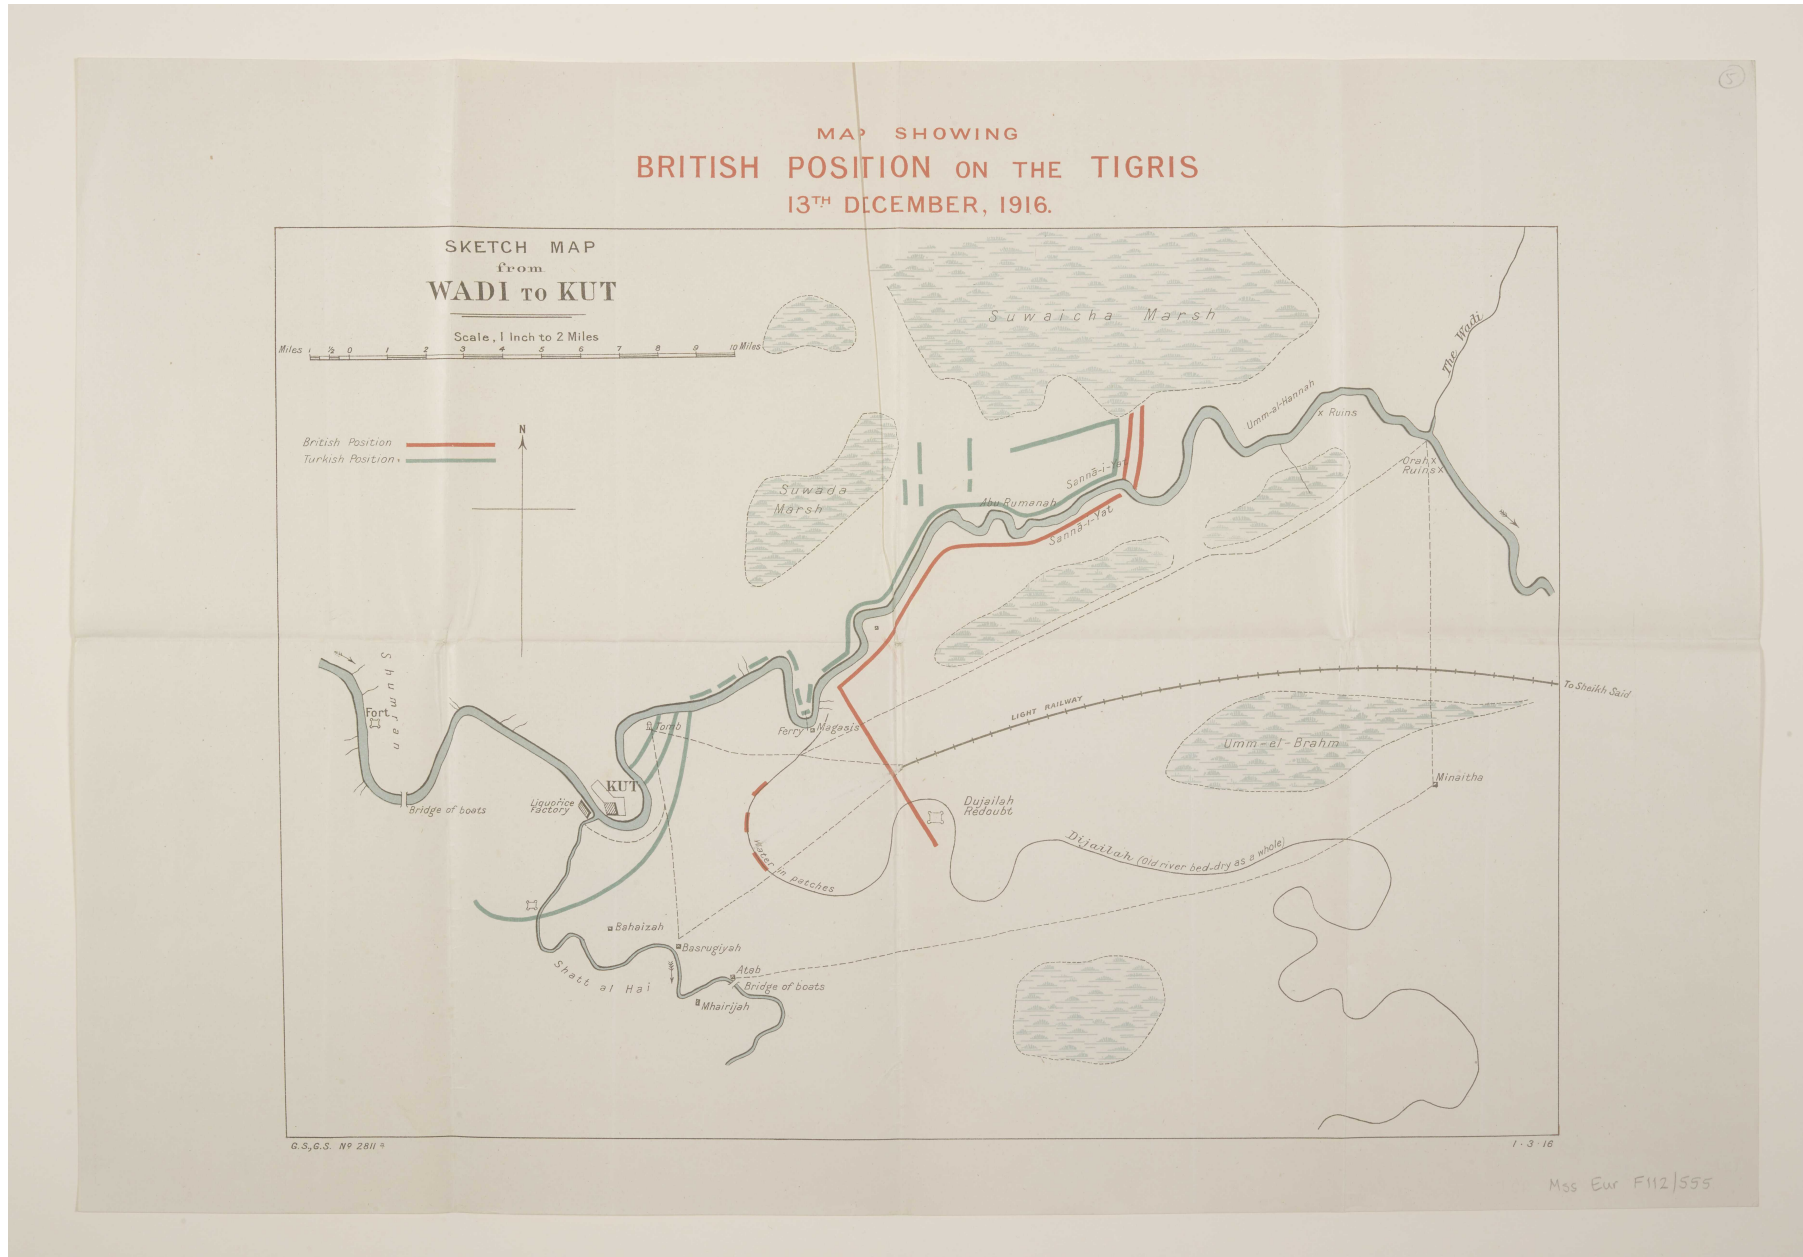 5
MAP SHOWING
BRITISH POSITION ON THE TIGRIS
13TH DECEMBER, 1916.
SKETCH MAP
from
WADI TO KUT
Scale, 1 Inch to 2 Miles
Miles 1 ½ 0 1 2 3 4 5 6 7 8 9 10 Miles
British Position
Turkish Position
N
Suwaicha Marsh
The Wadi
Umm-al-Hannah
x Ruins
Orah x
Ruins x
Suwada
Marsh
Sannā-i-Yat
Abu Rumanah
Sannā-i-Yat
Shumran
Fort
To Sheikh Said
LIGHT RAILWAY
Tomb
Ferry
Magasis
Umm-el-Brahm
Minaitha
KUT
Liquorice
Factory
Bridge of boats
Dujailah
Redoubt
Water in patches
Dijailah (Old river bed-dry as a whole)
Bahaizah
Basrugiyah
Shatt al Hai
Atab
Bridge of boats
Mhairijah
G.S.,G.S. Nº 2811a
1·3·16
Mss Eur F112/555